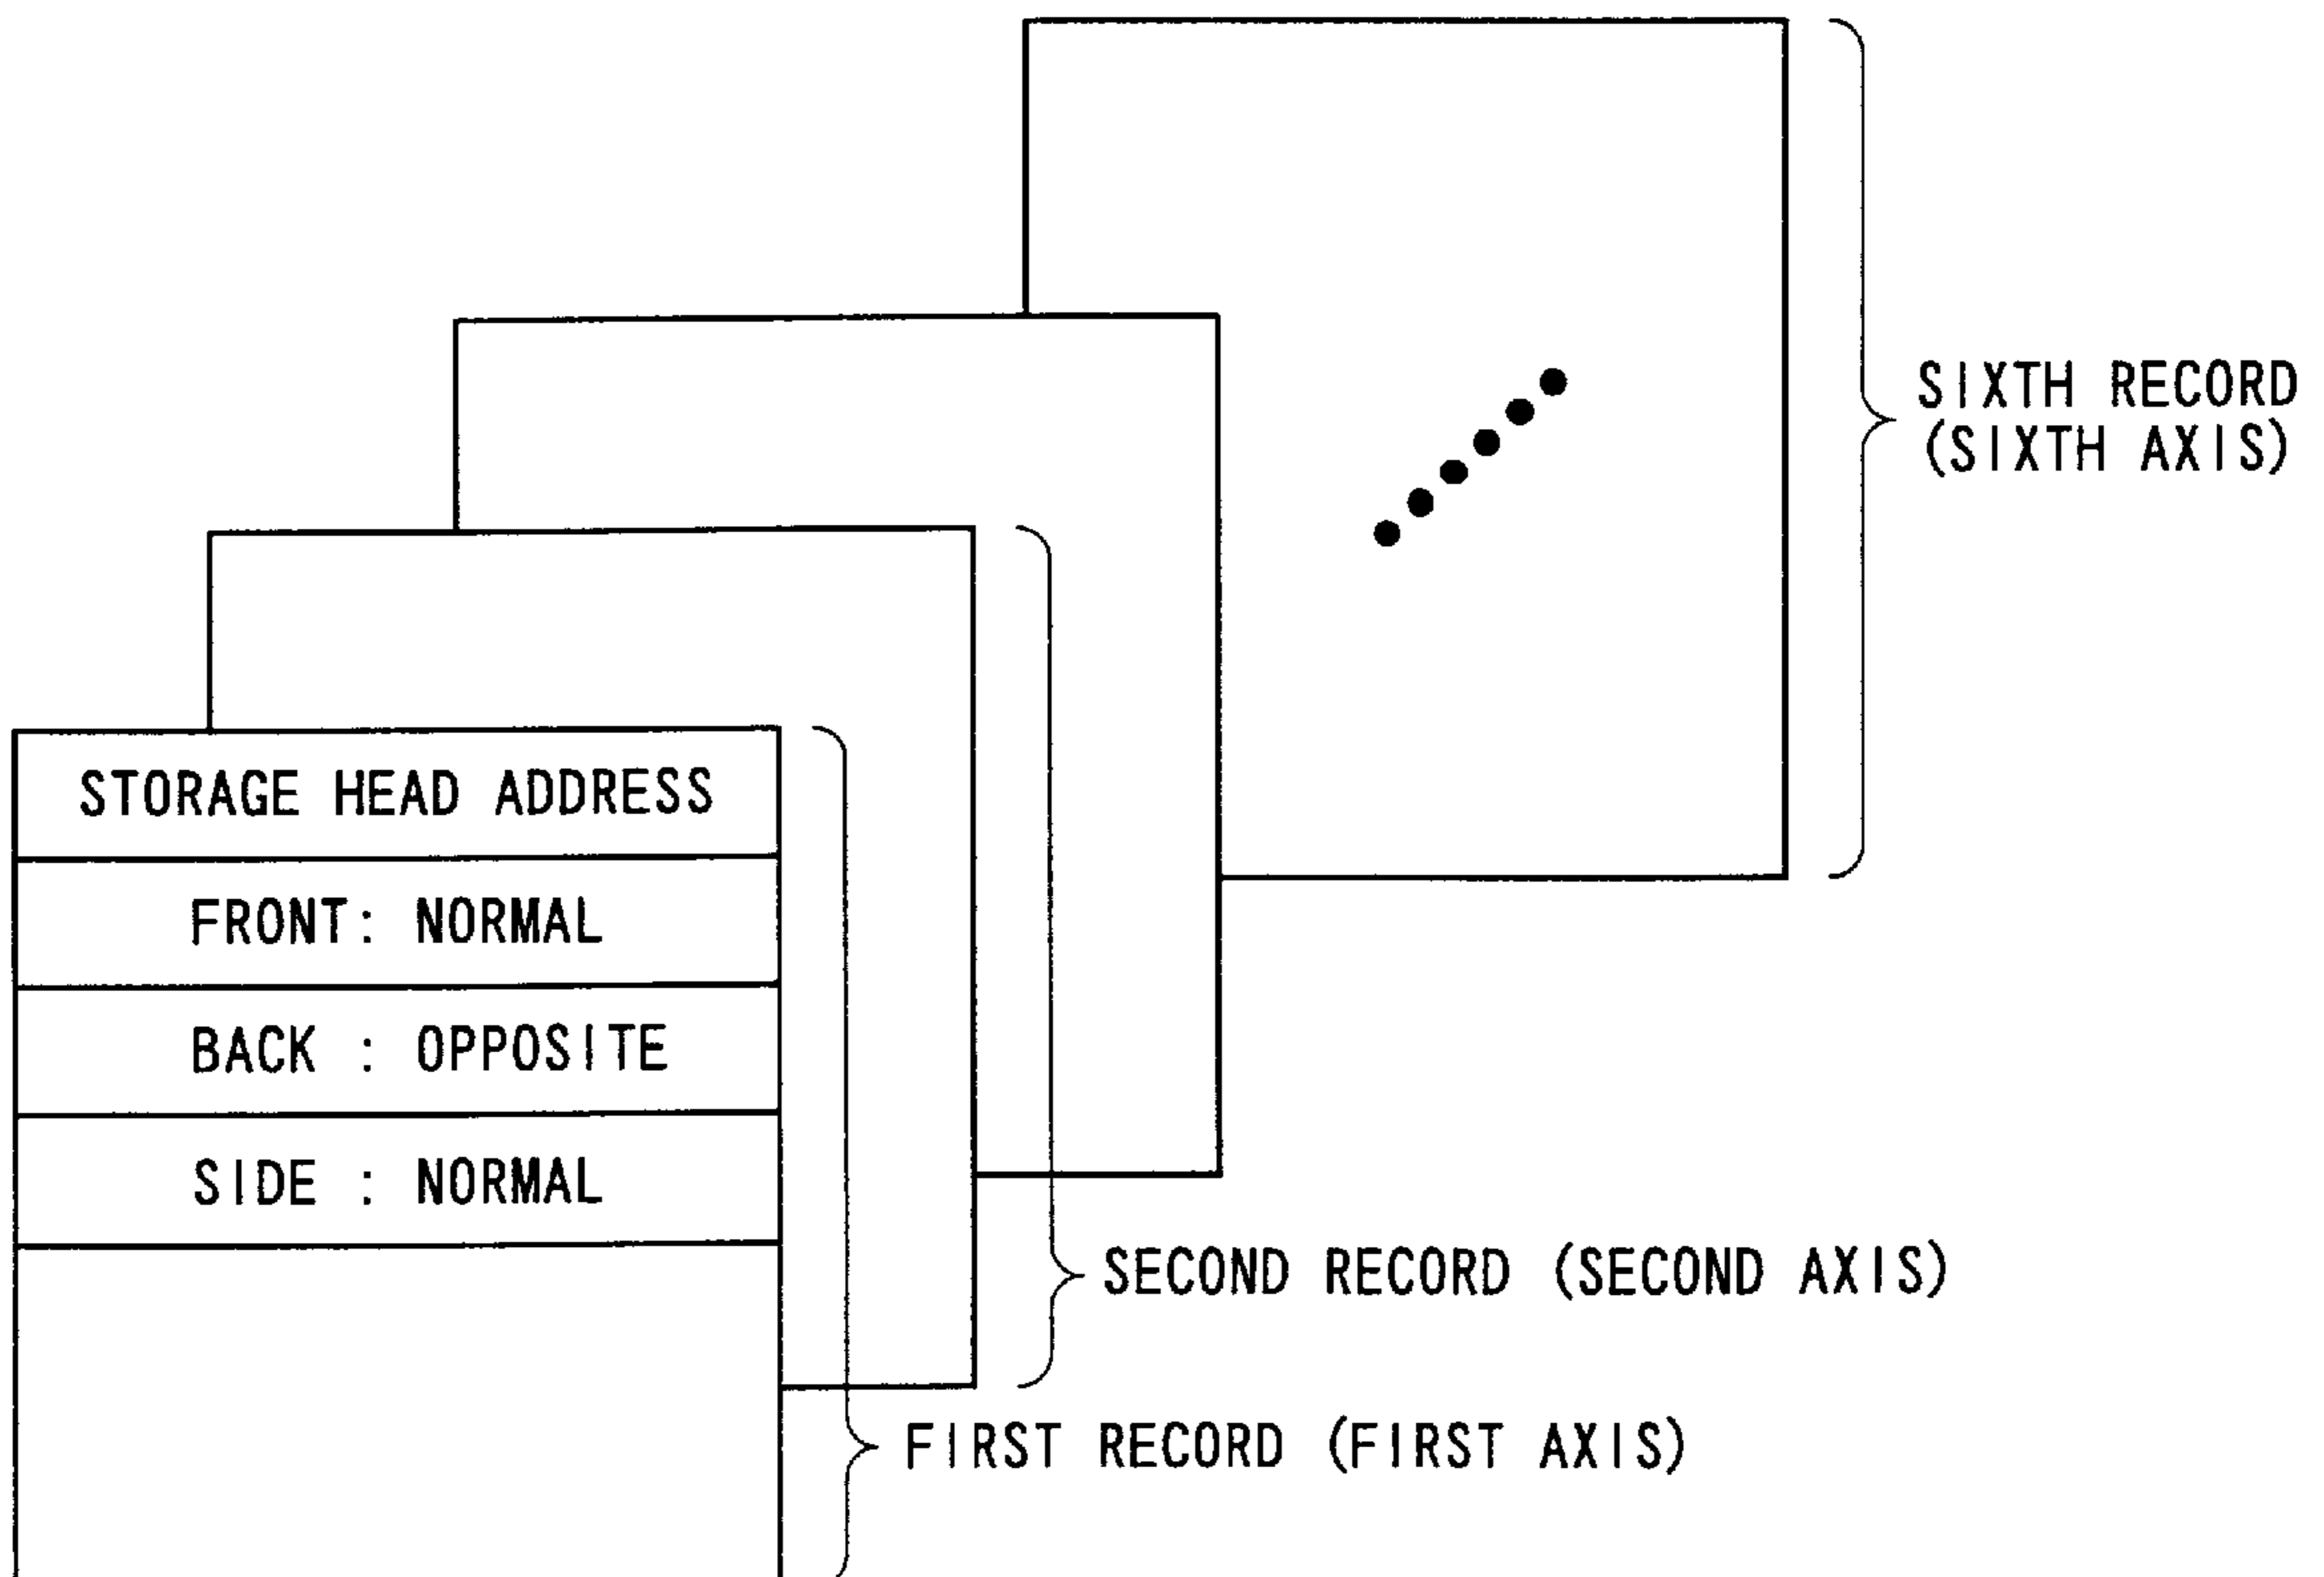 SIXTH RECORD
(SIXTH AXIS)
STORAGE HEAD ADDRESS
FRONT: NORMAL
BACK : OPPOSITE
SIDE : NORMAL
SECOND RECORD (SECOND AXIS)
FIRST RECORD (FIRST AXIS)